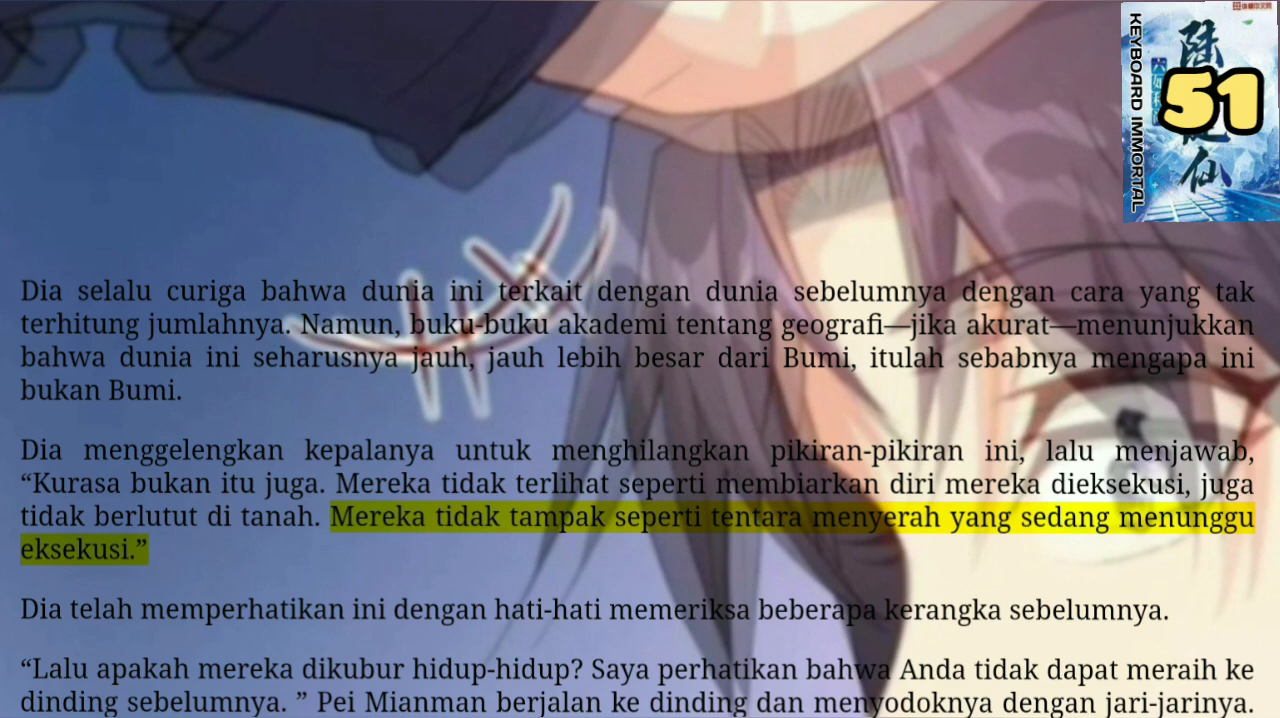 KEYBOARD IMMORTAL
51
Dia selalu curiga bahwa dunia ini terkait dengan dunia sebelumnya dengan cara yang tak
terhitung jumlahnya. Namun, buku-buku akademi tentang geografi—jika akurat—menunjukkan
bahwa dunia ini seharusnya jauh, jauh lebih besar dari Bumi, itulah sebabnya mengapa ini
bukan Bumi.
Dia menggelengkan kepalanya untuk menghilangkan pikiran-pikiran ini, lalu menjawab,
“Kurasa bukan itu juga. Mereka tidak terlihat seperti membiarkan diri mereka dieksekusi, juga
tidak berlutut di tanah. Mereka tidak tampak seperti tentara menyerah yang sedang menunggu
eksekusi.”
Dia telah memperhatikan ini dengan hati-hati memeriksa beberapa kerangka sebelumnya.
“Lalu apakah mereka dikubur hidup-hidup? Saya perhatikan bahwa Anda tidak dapat meraih ke
dinding sebelumnya. ” Pei Mianman berjalan ke dinding dan menyodoknya dengan jari-jarinya.